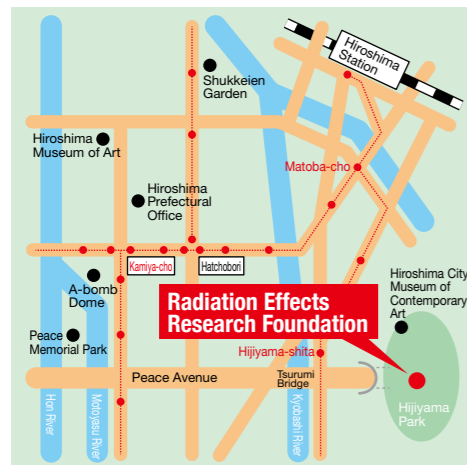 Hiroshima
Station
Shukkeien
Garden
Hiroshima
Museum of Art
Matoba-cho
Hiroshima
Prefectural
Office
Kamiya-cho
Hatchobori
A-bomb
Dome
Hiroshima City
Museum of
Contemporary
Art
Radiation Effects
Research Foundation
Peace
Memorial Park
Hijiyama-shita
Peace Avenue
Tsurumi
Bridge
Hon River
Motoyasu River
Kyobashi River
Hijiyama
Park